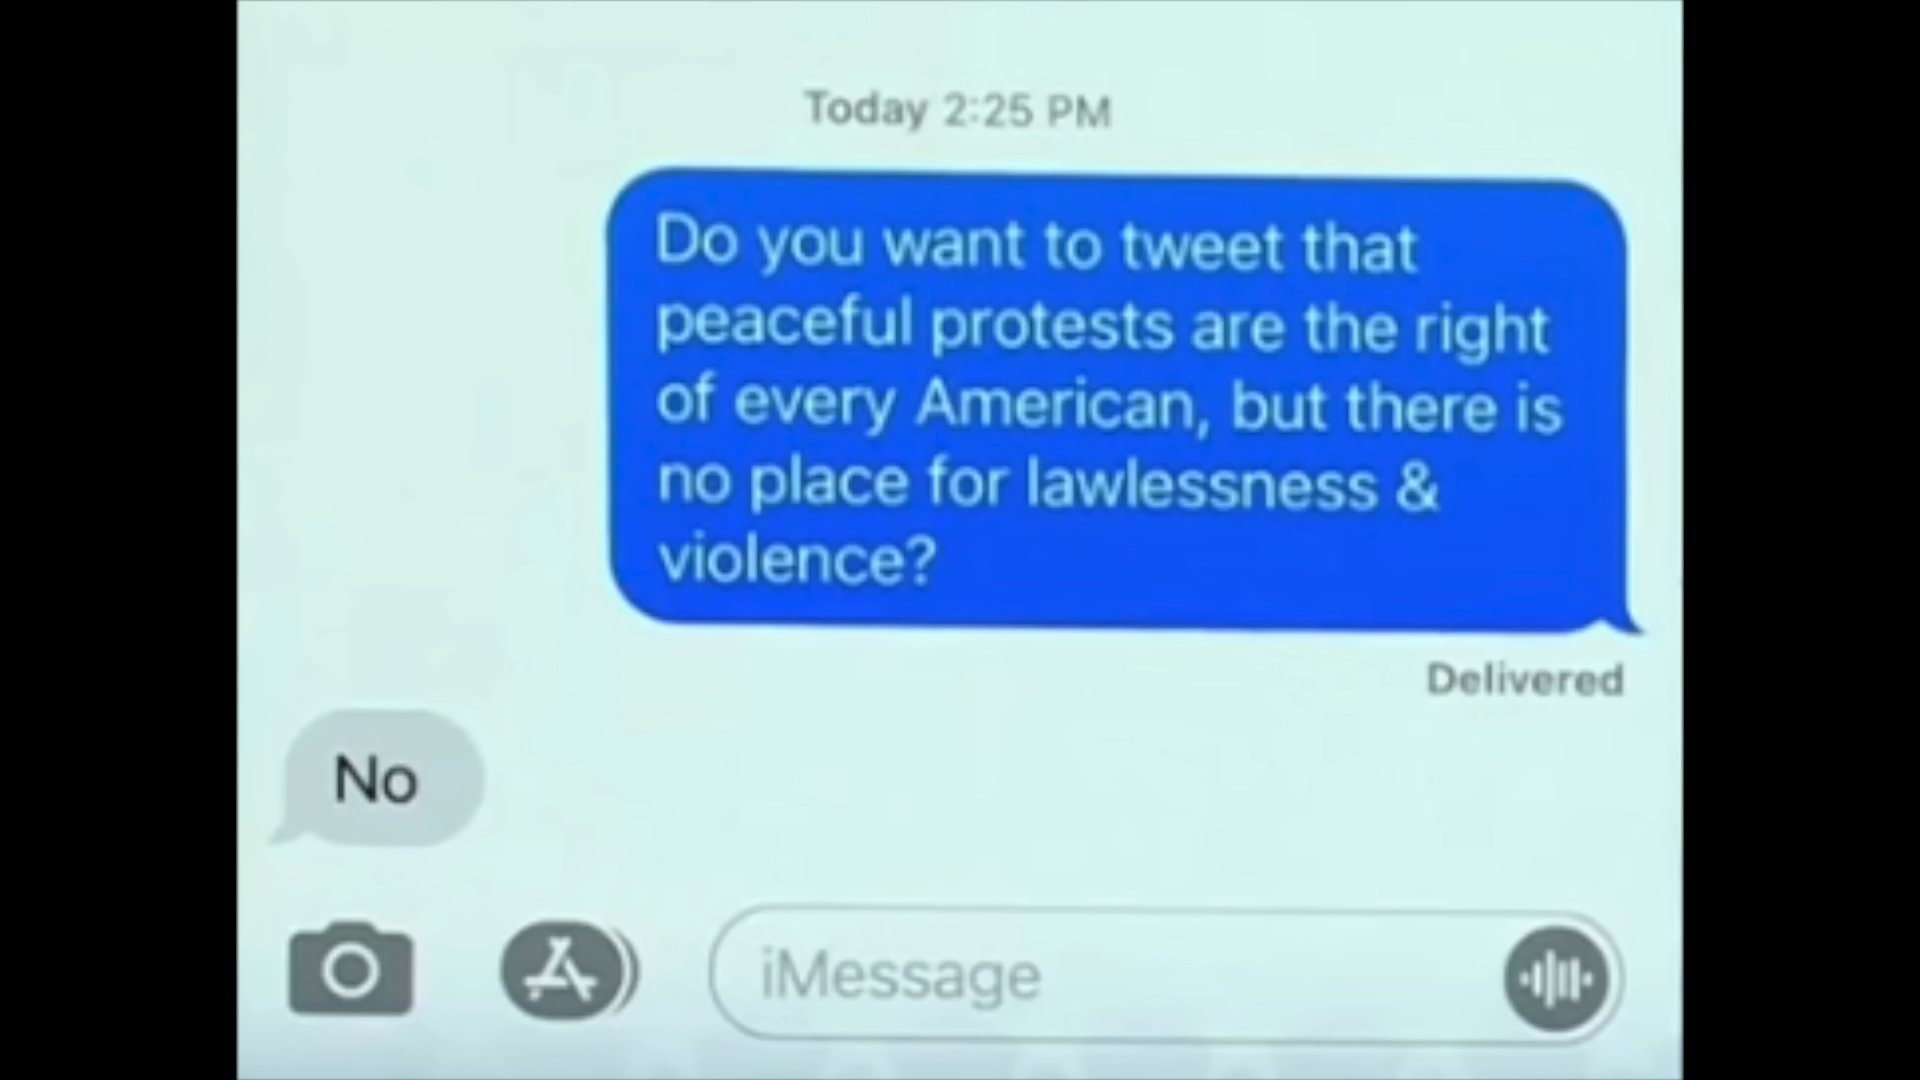 Today 2:25 PM
Do you want to tweet that
peaceful protests are the right
of every American, but there is
no place for lawlessness &
violence?
Delivered
No
iMessage